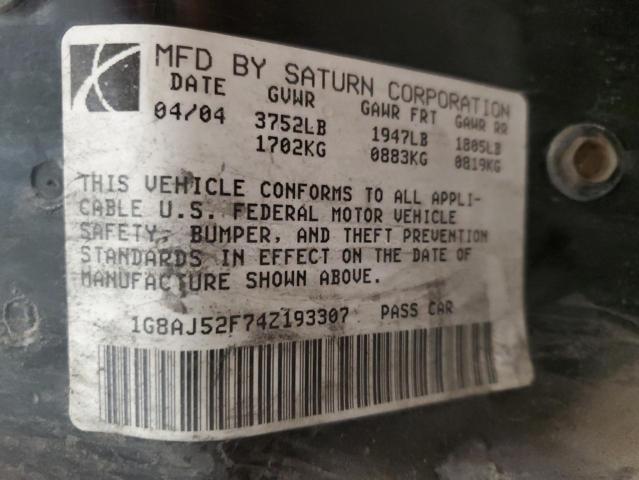 MFD BY SATURN CORPORATION
DATE GVWR GAWR FRT GAWR RR
04/04 3752LB 1947LB 1805LB
1702KG 0883KG 0819KG
THIS VEHICLE CONFORMS TO ALL APPLI-
CABLE U.S. FEDERAL MOTOR VEHICLE
SAFETY, BUMPER, AND THEFT PREVENTION
STANDARDS IN EFFECT ON THE DATE OF
MANUFACTURE SHOWN ABOVE.
1G8AJ52F74Z193307 PASS CAR